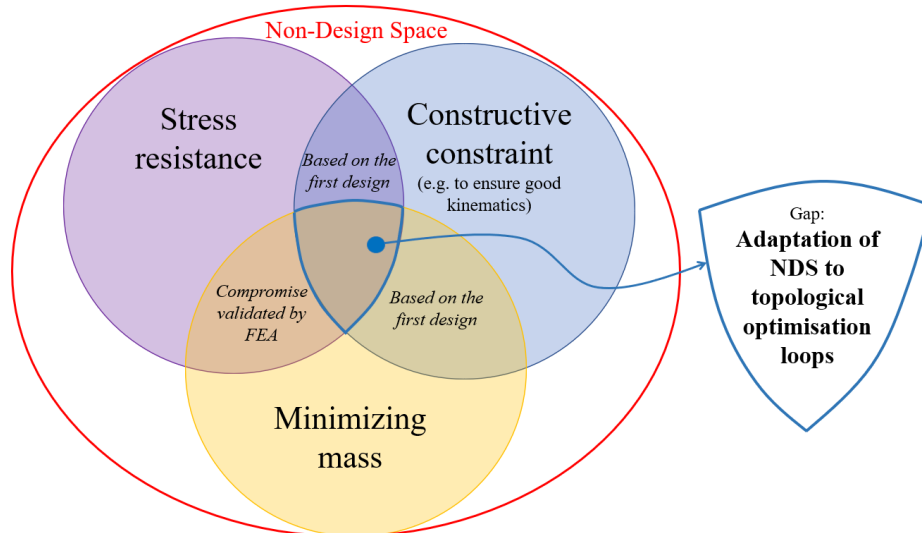 Non-Design Space
Stress
resistance
Constructive
constraint
(e.g. to ensure good
kinematics)
Based on the
first design
Compromise
validated by
FEA
Based on the
first design
Minimizing
mass
Gap:
Adaptation of
NDS to
topological
optimisation
loops